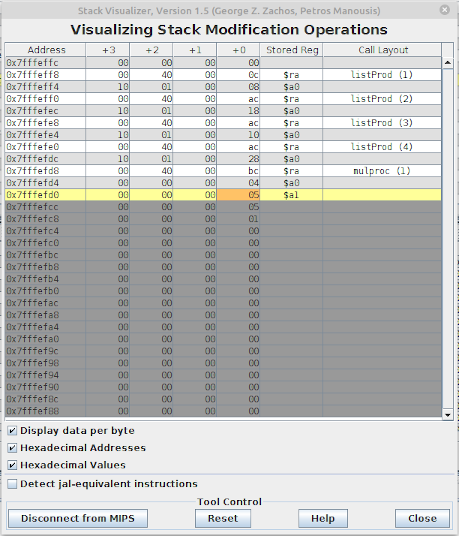 Stack Visualizer, Version 1.5 (George Z. Zachos, Petros Manousis)
Visualizing Stack Modification Operations
Address +3 +2 +1 +0 Stored Reg Call Layout
0x7fffeffc 00 00 00 00
0x7fffeff8 00 40 00 0c $ra listProd (1)
0x7fffeff4 10 01 00 08 $a0
0x7fffeff0 00 40 00 ac $ra listProd (2)
0x7fffefec 10 01 00 18 $a0
0x7fffefe8 00 40 00 ac $ra listProd (3)
0x7fffefe4 10 01 00 10 $a0
0x7fffefe0 00 40 00 ac $ra listProd (4)
0x7fffefdc 10 01 00 28 $a0
0x7fffefd8 00 40 00 bc $ra mulproc (1)
0x7fffefd4 00 00 00 04 $a0
0x7fffefd0 00 00 00 05 $a1
0x7fffefcc 00 00 00 05
0x7fffefc8 00 00 00 01
0x7fffefc4 00 00 00 00
0x7fffefc0 00 00 00 00
0x7fffefbc 00 00 00 00
0x7fffefb8 00 00 00 00
0x7fffefb4 00 00 00 00
0x7fffefb0 00 00 00 00
0x7fffefac 00 00 00 00
0x7fffefa8 00 00 00 00
0x7fffefa4 00 00 00 00
0x7fffefa0 00 00 00 00
0x7fffef9c 00 00 00 00
0x7fffef98 00 00 00 00
0x7fffef94 00 00 00 00
0x7fffef90 00 00 00 00
0x7fffef8c 00 00 00 00
0x7fffef88 00 00 00 00
Display data per byte
Hexadecimal Addresses
Hexadecimal Values
Detect jal-equivalent instructions
Tool Control
Disconnect from MIPS Reset Help Close